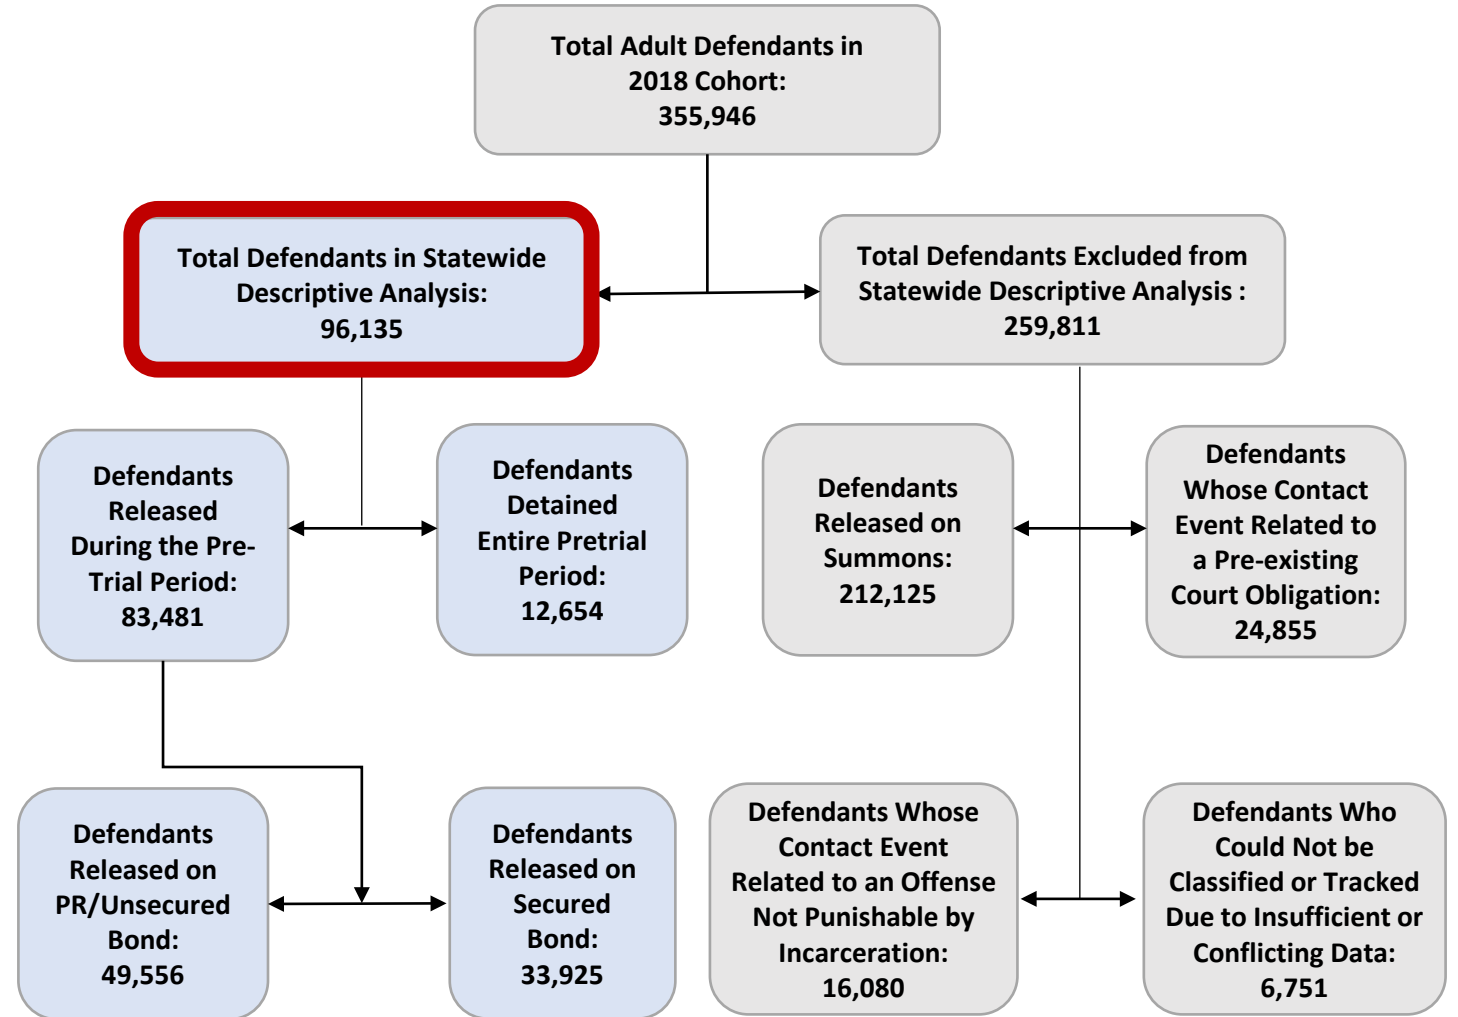 Total Adult Defendants in
2018 Cohort:
355,946
Total Defendants in Statewide
Descriptive Analysis:
96,135
Total Defendants Excluded from
Statewide Descriptive Analysis :
259,811
Defendants
Released
During the Pre-
Trial Period:
83,481
Defendants
Detained
Entire Pretrial
Period:
12,654
Defendants
Released on
Summons:
212,125
Defendants
Whose Contact
Event Related to
a Pre-existing
Court Obligation:
24,855
Defendants
Released on
PR/Unsecured
Bond:
49,556
Defendants
Released on
Secured
Bond:
33,925
Defendants Whose
Contact Event
Related to an Offense
Not Punishable by
Incarceration:
16,080
Defendants Who
Could Not be
Classified or Tracked
Due to Insufficient or
Conflicting Data:
6,751